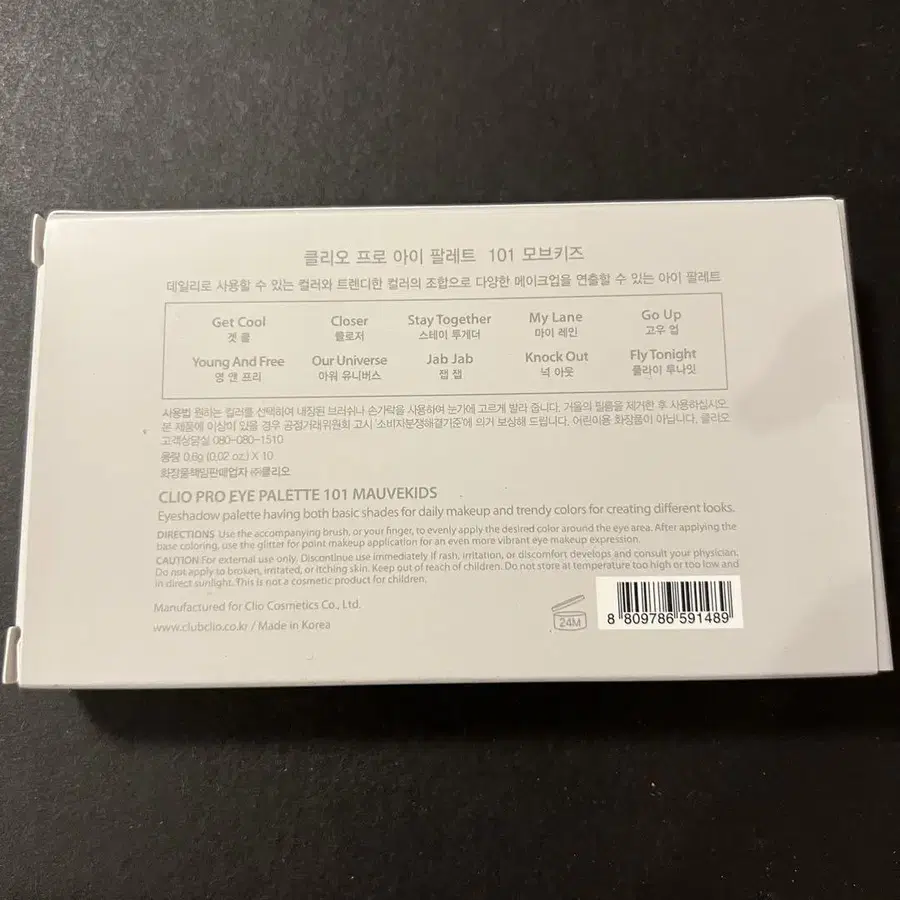 클리오 프로 아이 팔레트 101 모브키즈
데일리로 사용할 수 있는 컬러와 트렌디한 컬러의 조합으로 다양한 메이크업을 연출할 수 있는 아이 팔레트
Get Cool Closer Stay Together My Lane Go Up
겟 쿨 클로저 스테이 투게더 마이 레인 고우 업
Young And Free Our Universe Jab Jab Knock Out Fly Tonight
영 앤 프리 아워 유니버스 잽 잽 넉 아웃 플라이 투나잇
사용법 원하는 컬러를 선택하여 내장된 브러쉬나 손가락을 사용하여 눈가에 고르게 발라 줍니다. 거울의 필름을 제거한 후 사용하십시오.
본 제품에 이상이 있을 경우 공정거래위원회 고시 '소비자분쟁해결기준'에 의거 보상해 드립니다. 어린이용 화장품이 아닙니다. 클리오
고객상담실 080-080-1510
용량 0.6g (0.02 oz.) X 10
화장품책임판매업자 ㈜클리오
CLIO PRO EYE PALETTE 101 MAUVEKIDS
Eyeshadow palette having both basic shades for daily makeup and trendy colors for creating different looks.
DIRECTIONS Use the accompanying brush, or your finger, to evenly apply the desired color around the eye area. After applying the
base coloring, use the glitter for point makeup application for an even more vibrant eye makeup expression.
CAUTION For external use only. Discontinue use immediately if rash, irritation, or discomfort develops and consult your physician.
Do not apply to broken, irritated, or itching skin. Keep out of reach of children. Do not store at temperature too high or too low and
in direct sunlight. This is not a cosmetic product for children.
Manufactured for Clio Cosmetics Co., Ltd.
www.clubclio.co.kr / Made in Korea
24M
8 809786 591489